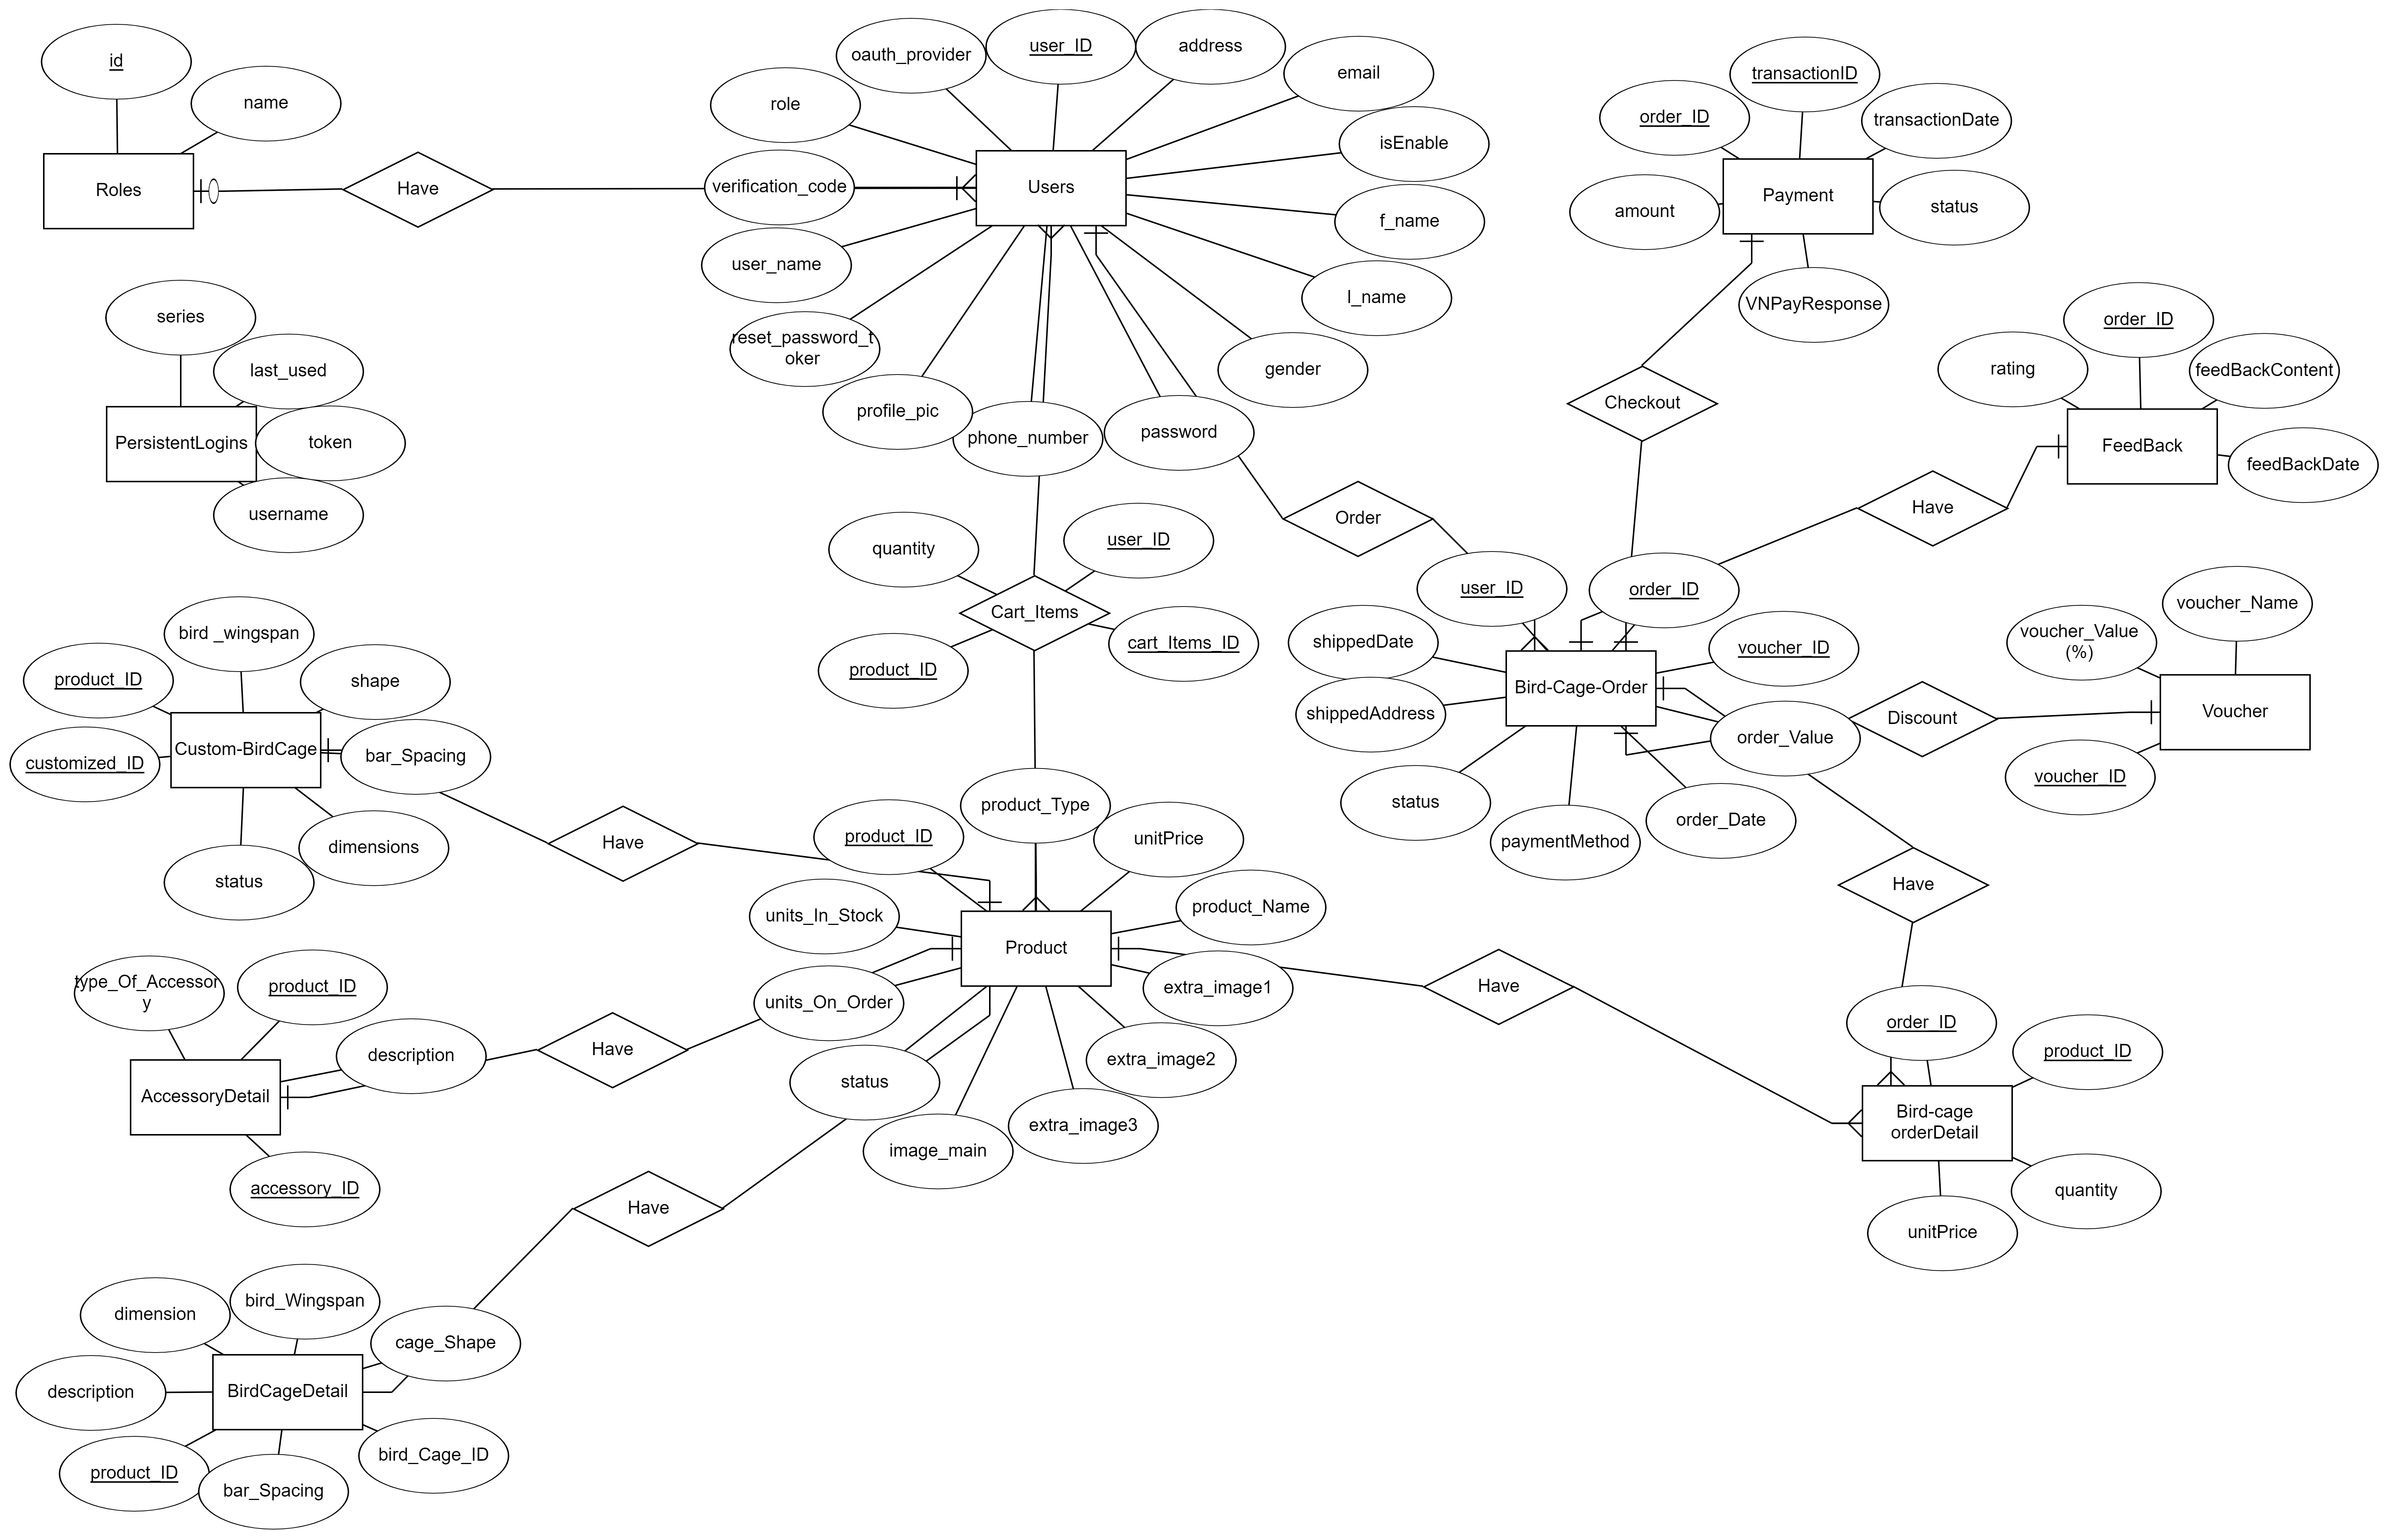 id
name
Roles
Have
oauth_provider
user_ID
address
email
role
isEnable
verification_code
Users
f_name
user_name
l_name
reset_password_t
oker
gender
profile_pic
phone_number
password
transactionID
order_ID
transactionDate
Payment
amount
status
VNPayResponse
Checkout
order_ID
rating
feedBackContent
FeedBack
feedBackDate
Have
series
last_used
PersistentLogins
token
username
Order
quantity
user_ID
Cart_Items
product_ID
cart_Items_ID
user_ID
order_ID
shippedDate
voucher_ID
Bird-Cage-Order
shippedAddress
order_Value
status
paymentMethod
order_Date
voucher_Name
voucher_Value
(%)
Discount
Voucher
voucher_ID
bird _wingspan
product_ID
shape
Custom-BirdCage
customized_ID
bar_Spacing
status
dimensions
Have
product_Type
product_ID
unitPrice
units_In_Stock
product_Name
Product
units_On_Order
extra_image1
status
extra_image2
extra_image3
image_main
Have
Have
order_ID
product_ID
Bird-cage
orderDetail
quantity
unitPrice
type_Of_Accessor
y
product_ID
description
AccessoryDetail
accessory_ID
Have
Have
dimension
bird_Wingspan
cage_Shape
description
BirdCageDetail
product_ID
bar_Spacing
bird_Cage_ID